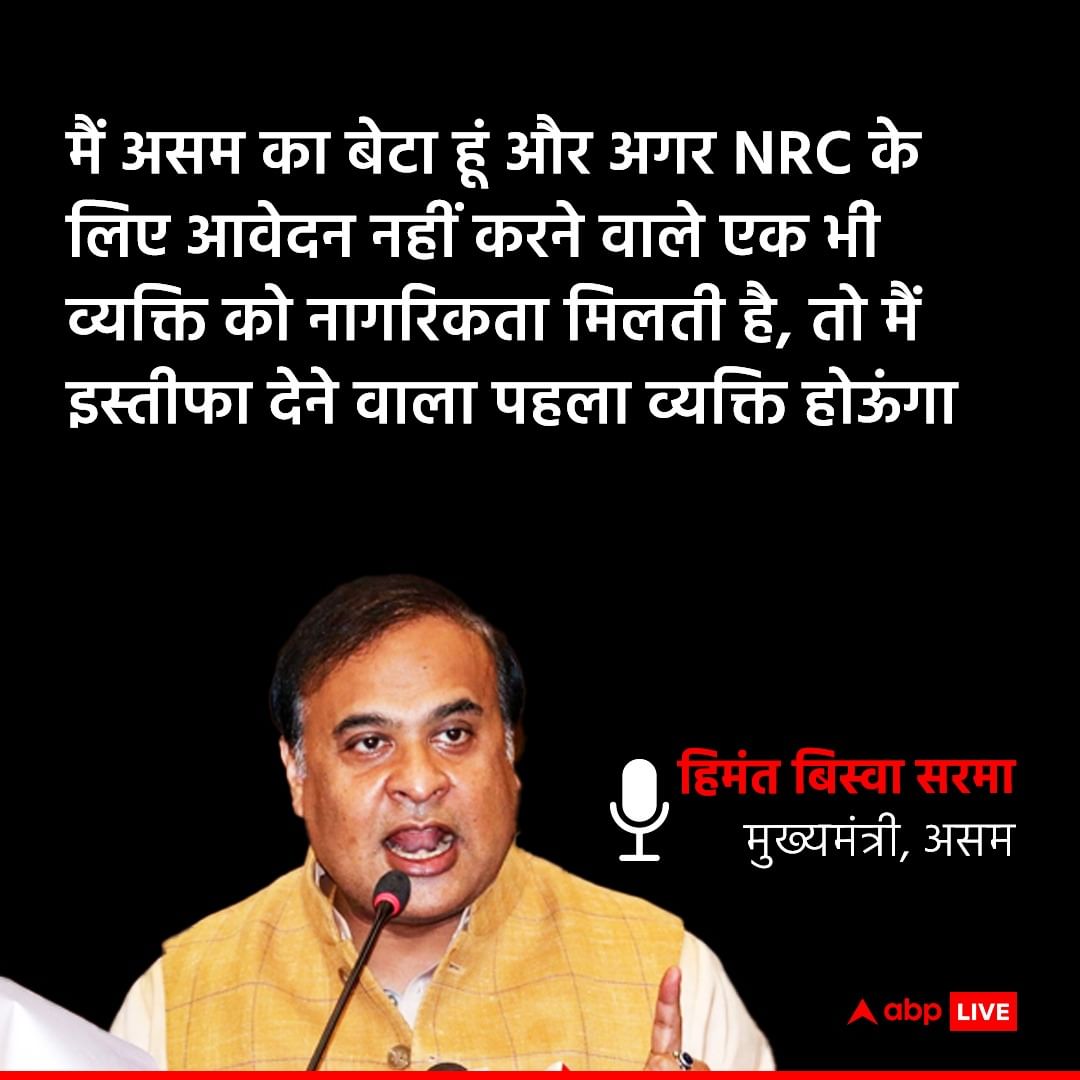 मैं असम का बेटा हूं और अगर NRC के
लिए आवेदन नहीं करने वाले एक भी
व्यक्ति को नागरिकता मिलती है, तो मैं
इस्तीफा देने वाला पहला व्यक्ति होऊंगा
हिमंत बिस्वा सरमा
मुख्यमंत्री, असम
abp LIVE